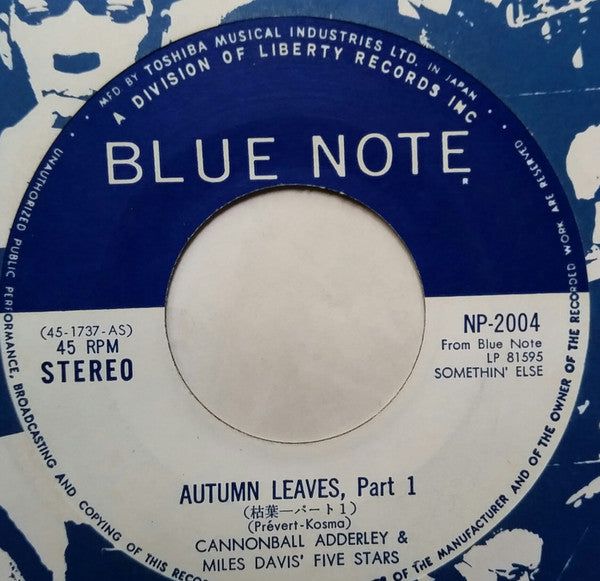 MFD BY TOSHIBA MUSICAL INDUSTRIES LTD. IN JAPAN
A DIVISION OF LIBERTY RECORDS INC
BLUE NOTE
(45-1737-AS)
45 RPM
STEREO
NP-2004
From Blue Note
LP 81595
SOMETHIN' ELSE
AUTUMN LEAVES, Part 1
(枯葉—パート1)
(Prévert-Kosma)
CANNONBALL ADDERLEY &
MILES DAVIS' FIVE STARS
UNAUTHORIZED PUBLIC PERFORMANCE, BROADCASTING AND COPYING OF THIS RECORD
OF THE MANUFACTURER AND OF THE OWNER OF THE RECORDED WORK ARE RESERVED